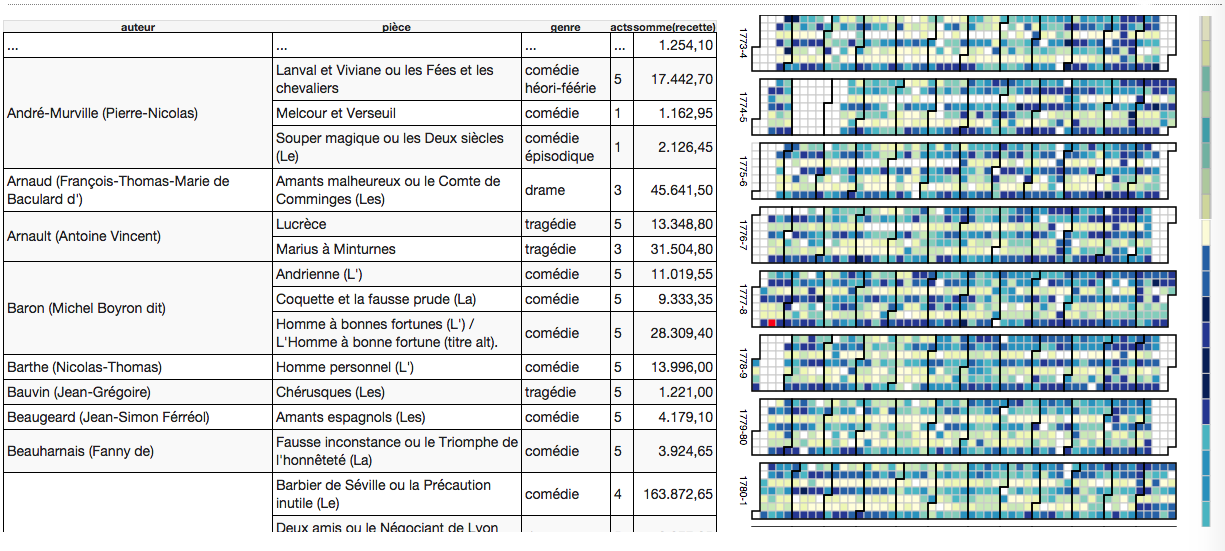 auteur pièce genre acts somme(recette)
... ... ... ... 1.254,10
André-Murville (Pierre-Nicolas)
Lanval et Viviane ou les Fées et les
chevaliers
comédie
héori-féérie
5 17.442,70
Melcour et Verseuil comédie 1 1.162,95
Souper magique ou les Deux siècles
(Le)
comédie
épisodique
1 2.126,45
Arnaud (François-Thomas-Marie de
Baculard d')
Amants malheureux ou le Comte de
Comminges (Les)
drame 3 45.641,50
Arnault (Antoine Vincent)
Lucrèce tragédie 5 13.348,80
Marius à Minturnes tragédie 3 31.504,80
Baron (Michel Boyron dit)
Andrienne (L') comédie 5 11.019,55
Coquette et la fausse prude (La) comédie 5 9.333,35
Homme à bonnes fortunes (L') /
L'Homme à bonne fortune (titre alt).
comédie 5 28.309,40
Barthe (Nicolas-Thomas) Homme personnel (L') comédie 5 13.996,00
Bauvin (Jean-Grégoire) Chérusques (Les) tragédie 5 1.221,00
Beaugeard (Jean-Simon Férréol) Amants espagnols (Les) comédie 5 4.179,10
Beauharnais (Fanny de)
Fausse inconstance ou le Triomphe de
l'honnêteté (La)
comédie 5 3.924,65
Barbier de Séville ou la Précaution
inutile (Le)
comédie 4 163.872,65
Deux amis ou le Négociant de Lyon
1773-4
1774-5
1775-6
1776-7
1777-8
1778-9
1779-80
1780-1